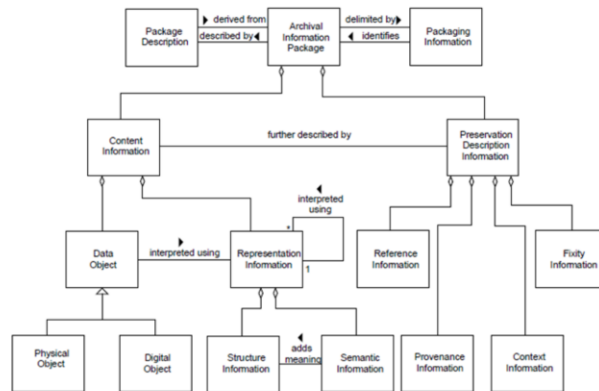 Package
Description
derived from
described by
Archival
Information
Package
delimited by
identifies
Packaging
Information
Content
Information
further described by
Preservation
Description
Information
interpreted
using
Data
Object
interpreted using
Representation
Information
*
1
Reference
Information
Fixity
Information
Physical
Object
Digital
Object
Structure
Information
adds
meaning
Semantic
Information
Provenance
Information
Context
Information